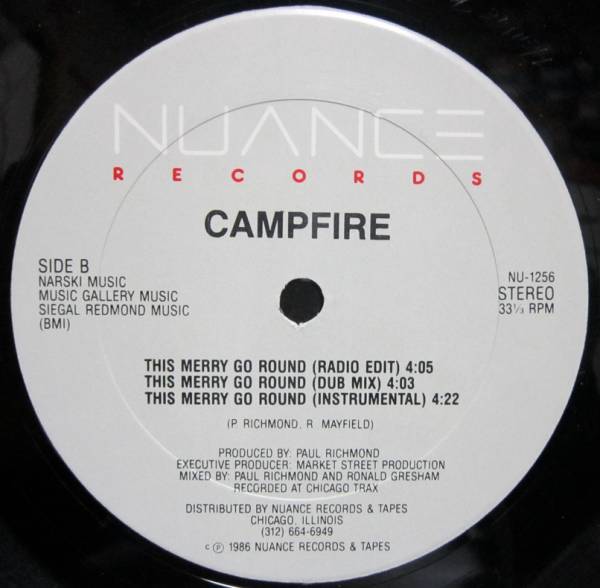 NUANCE
RECORDS
CAMPFIRE
SIDE B
NARSKI MUSIC
MUSIC GALLERY MUSIC
SIEGAL REDMOND MUSIC
(BMI)
NU-1256
STEREO
33⅓ RPM
THIS MERRY GO ROUND (RADIO EDIT) 4:05
THIS MERRY GO ROUND (DUB MIX) 4:03
THIS MERRY GO ROUND (INSTRUMENTAL) 4:22
(P. RICHMOND, R. MAYFIELD)
PRODUCED BY: PAUL RICHMOND
EXECUTIVE PRODUCER: MARKET STREET PRODUCTION
MIXED BY: PAUL RICHMOND AND RONALD GRESHAM
RECORDED AT CHICAGO TRAX
DISTRIBUTED BY NUANCE RECORDS & TAPES
CHICAGO, ILLINOIS
(312) 664-6949
c ℗ 1986 NUANCE RECORDS & TAPES